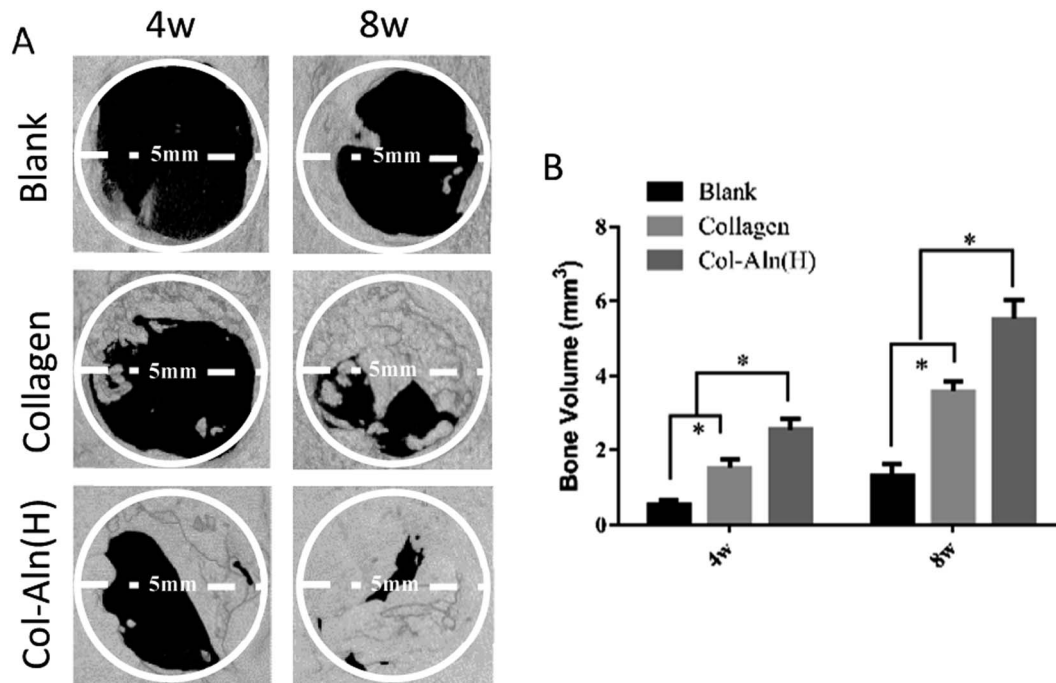 A
4w
8w
Blank
5mm
5mm
Collagen
5mm
5mm
Col-Aln(H)
5mm
5mm
B
Blank
Collagen
Col-Aln(H)
Bone Volume (mm³)
8
6
4
2
0
*
*
*
*
4w
8w